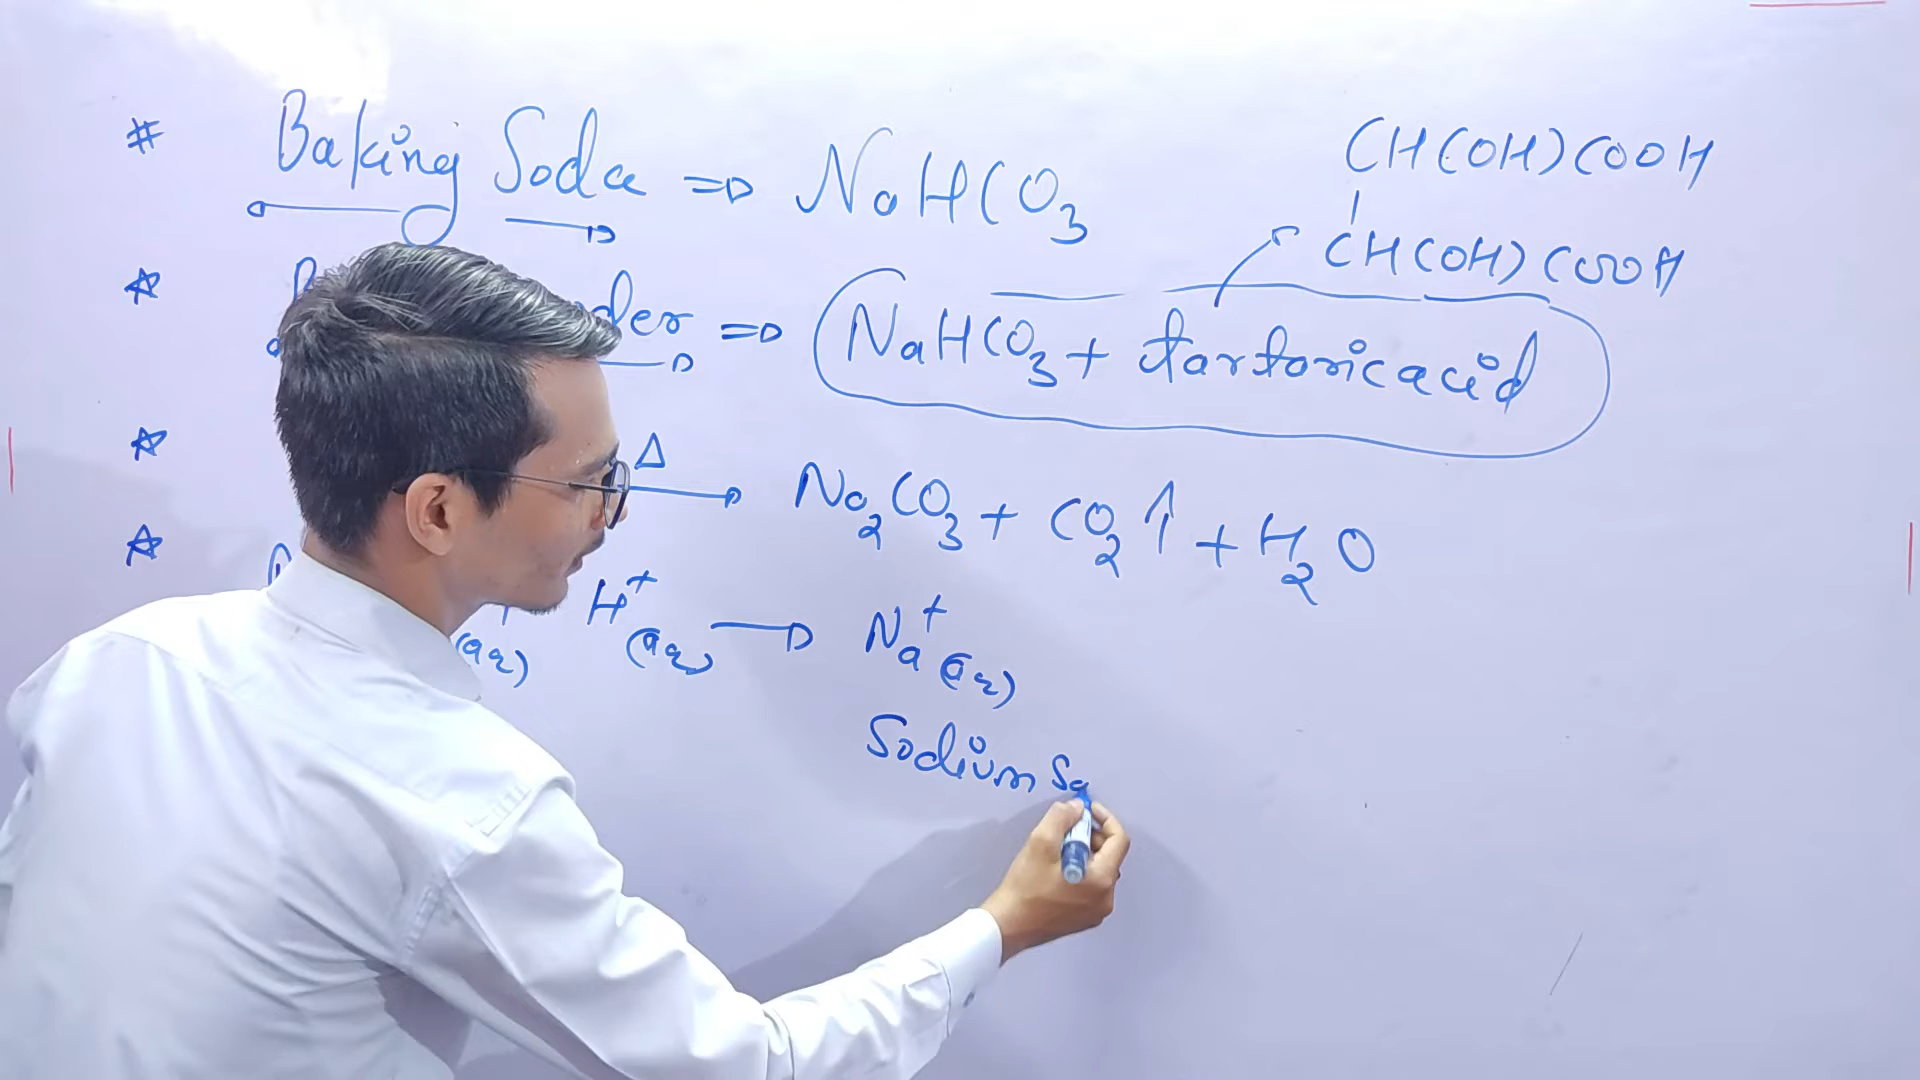 # Baking Soda ⇒ NaHCO₃
CH(OH)COOH
|
CH(OH)COOH
⇒ NaHCO₃ + tartaric acid
Δ → Na₂CO₃ + CO₂↑ + H₂O
(aq) H⁺(aq) → Na⁺(aq)
Sodium Sa